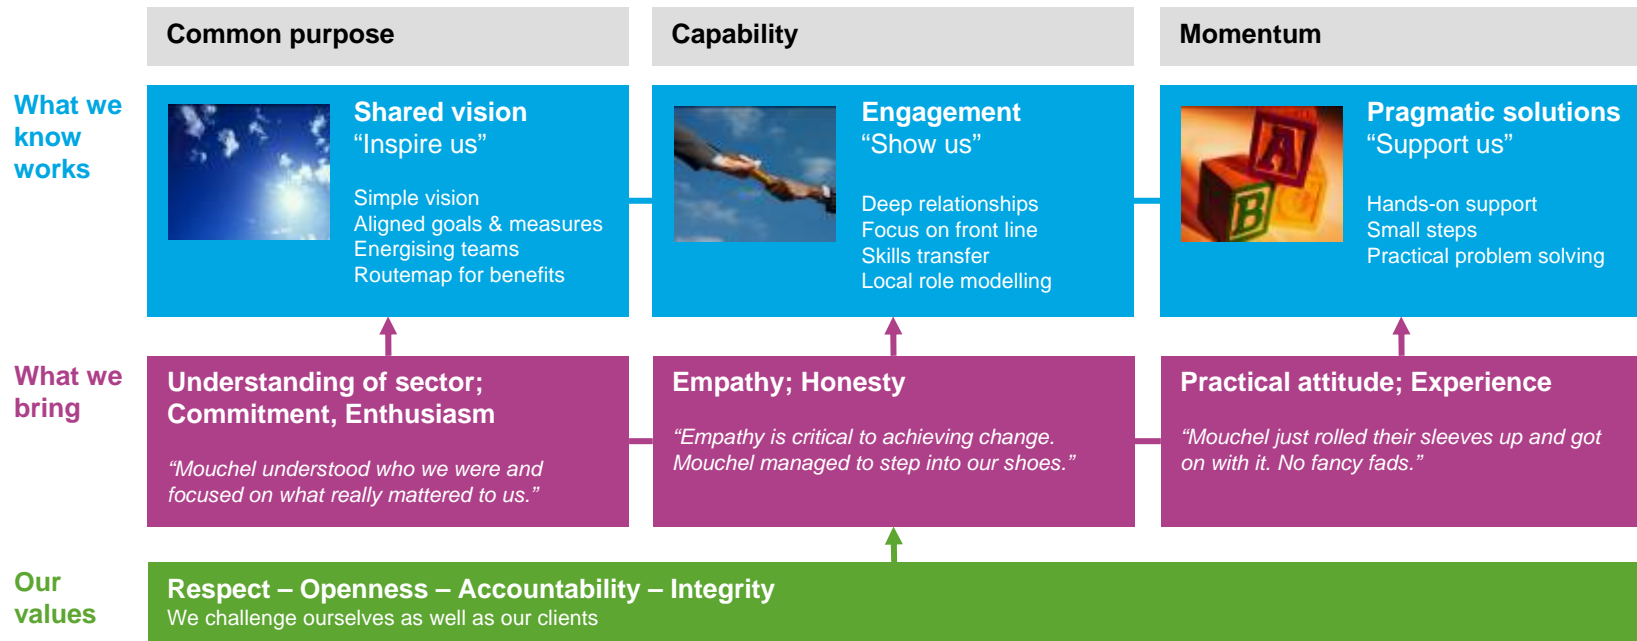 Common purpose
Capability
Momentum
What we
know
works
Shared vision
“Inspire us”
Simple vision
Aligned goals & measures
Energising teams
Routemap for benefits
Engagement
“Show us”
Deep relationships
Focus on front line
Skills transfer
Local role modelling
A
B
C
Pragmatic solutions
“Support us”
Hands-on support
Small steps
Practical problem solving
What we
bring
Understanding of sector;
Commitment, Enthusiasm
“Mouchel understood who we were and
focused on what really mattered to us.”
Empathy; Honesty
“Empathy is critical to achieving change.
Mouchel managed to step into our shoes.”
Practical attitude; Experience
“Mouchel just rolled their sleeves up and got
on with it. No fancy fads.”
Our
values
Respect – Openness – Accountability – Integrity
We challenge ourselves as well as our clients